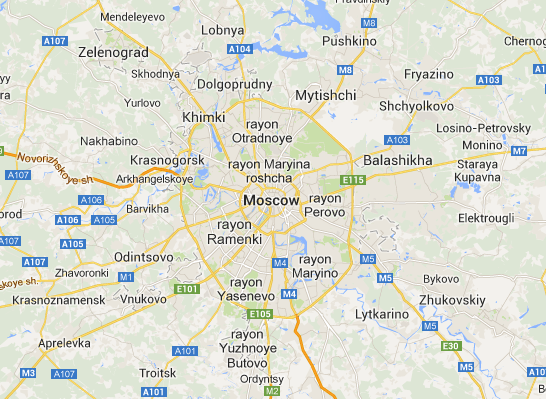 Mendeleyevo
Lobnya
M8
A107
A104
Pushkino
Zelenograd
M8
Fryazino
A103
Skhodnya
Dolgoprudny
Mytishchi
Yurlovo
Shchyolkovo
Khimki
rayon
Otradnoye
Losino-Petrovsky
Nakhabino
A103
Monino
M7
Novorizhskoye sh.
Krasnogorsk
rayon Maryina
roshcha
Balashikha
Staraya
Kupavna
A107
Arkhangelskoye
E115
A107
Moscow
rayon
Perovo
Barvikha
A106
A106
Elektrougli
rayon
Ramenki
A105
A105
Odintsovo
M4
rayon
Maryino
M5
Zhavoronki
M1
M5
Bykovo
rayon
Yasenevo
E101
M4
Krasnoznamensk
Vnukovo
Zhukovskiy
E105
Lytkarino
M5
rayon
Yuzhnoye
Butovo
Aprelevka
A101
E30
M5
M3
A107
Troitsk
Ordyntsy
A101
M2